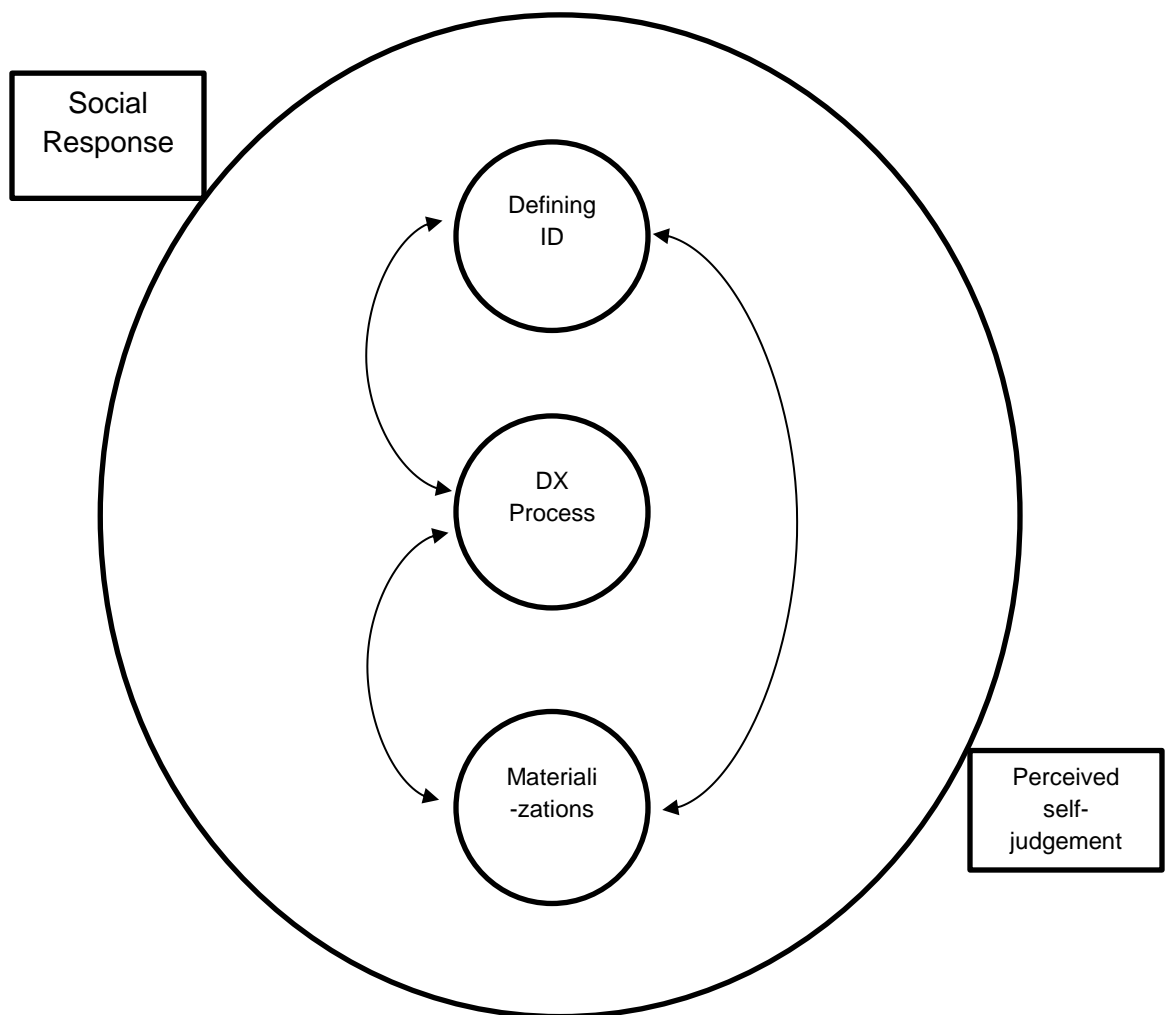 Social
Response
Defining
ID
DX
Process
Materiali
-zations
Perceived
self-
judgement